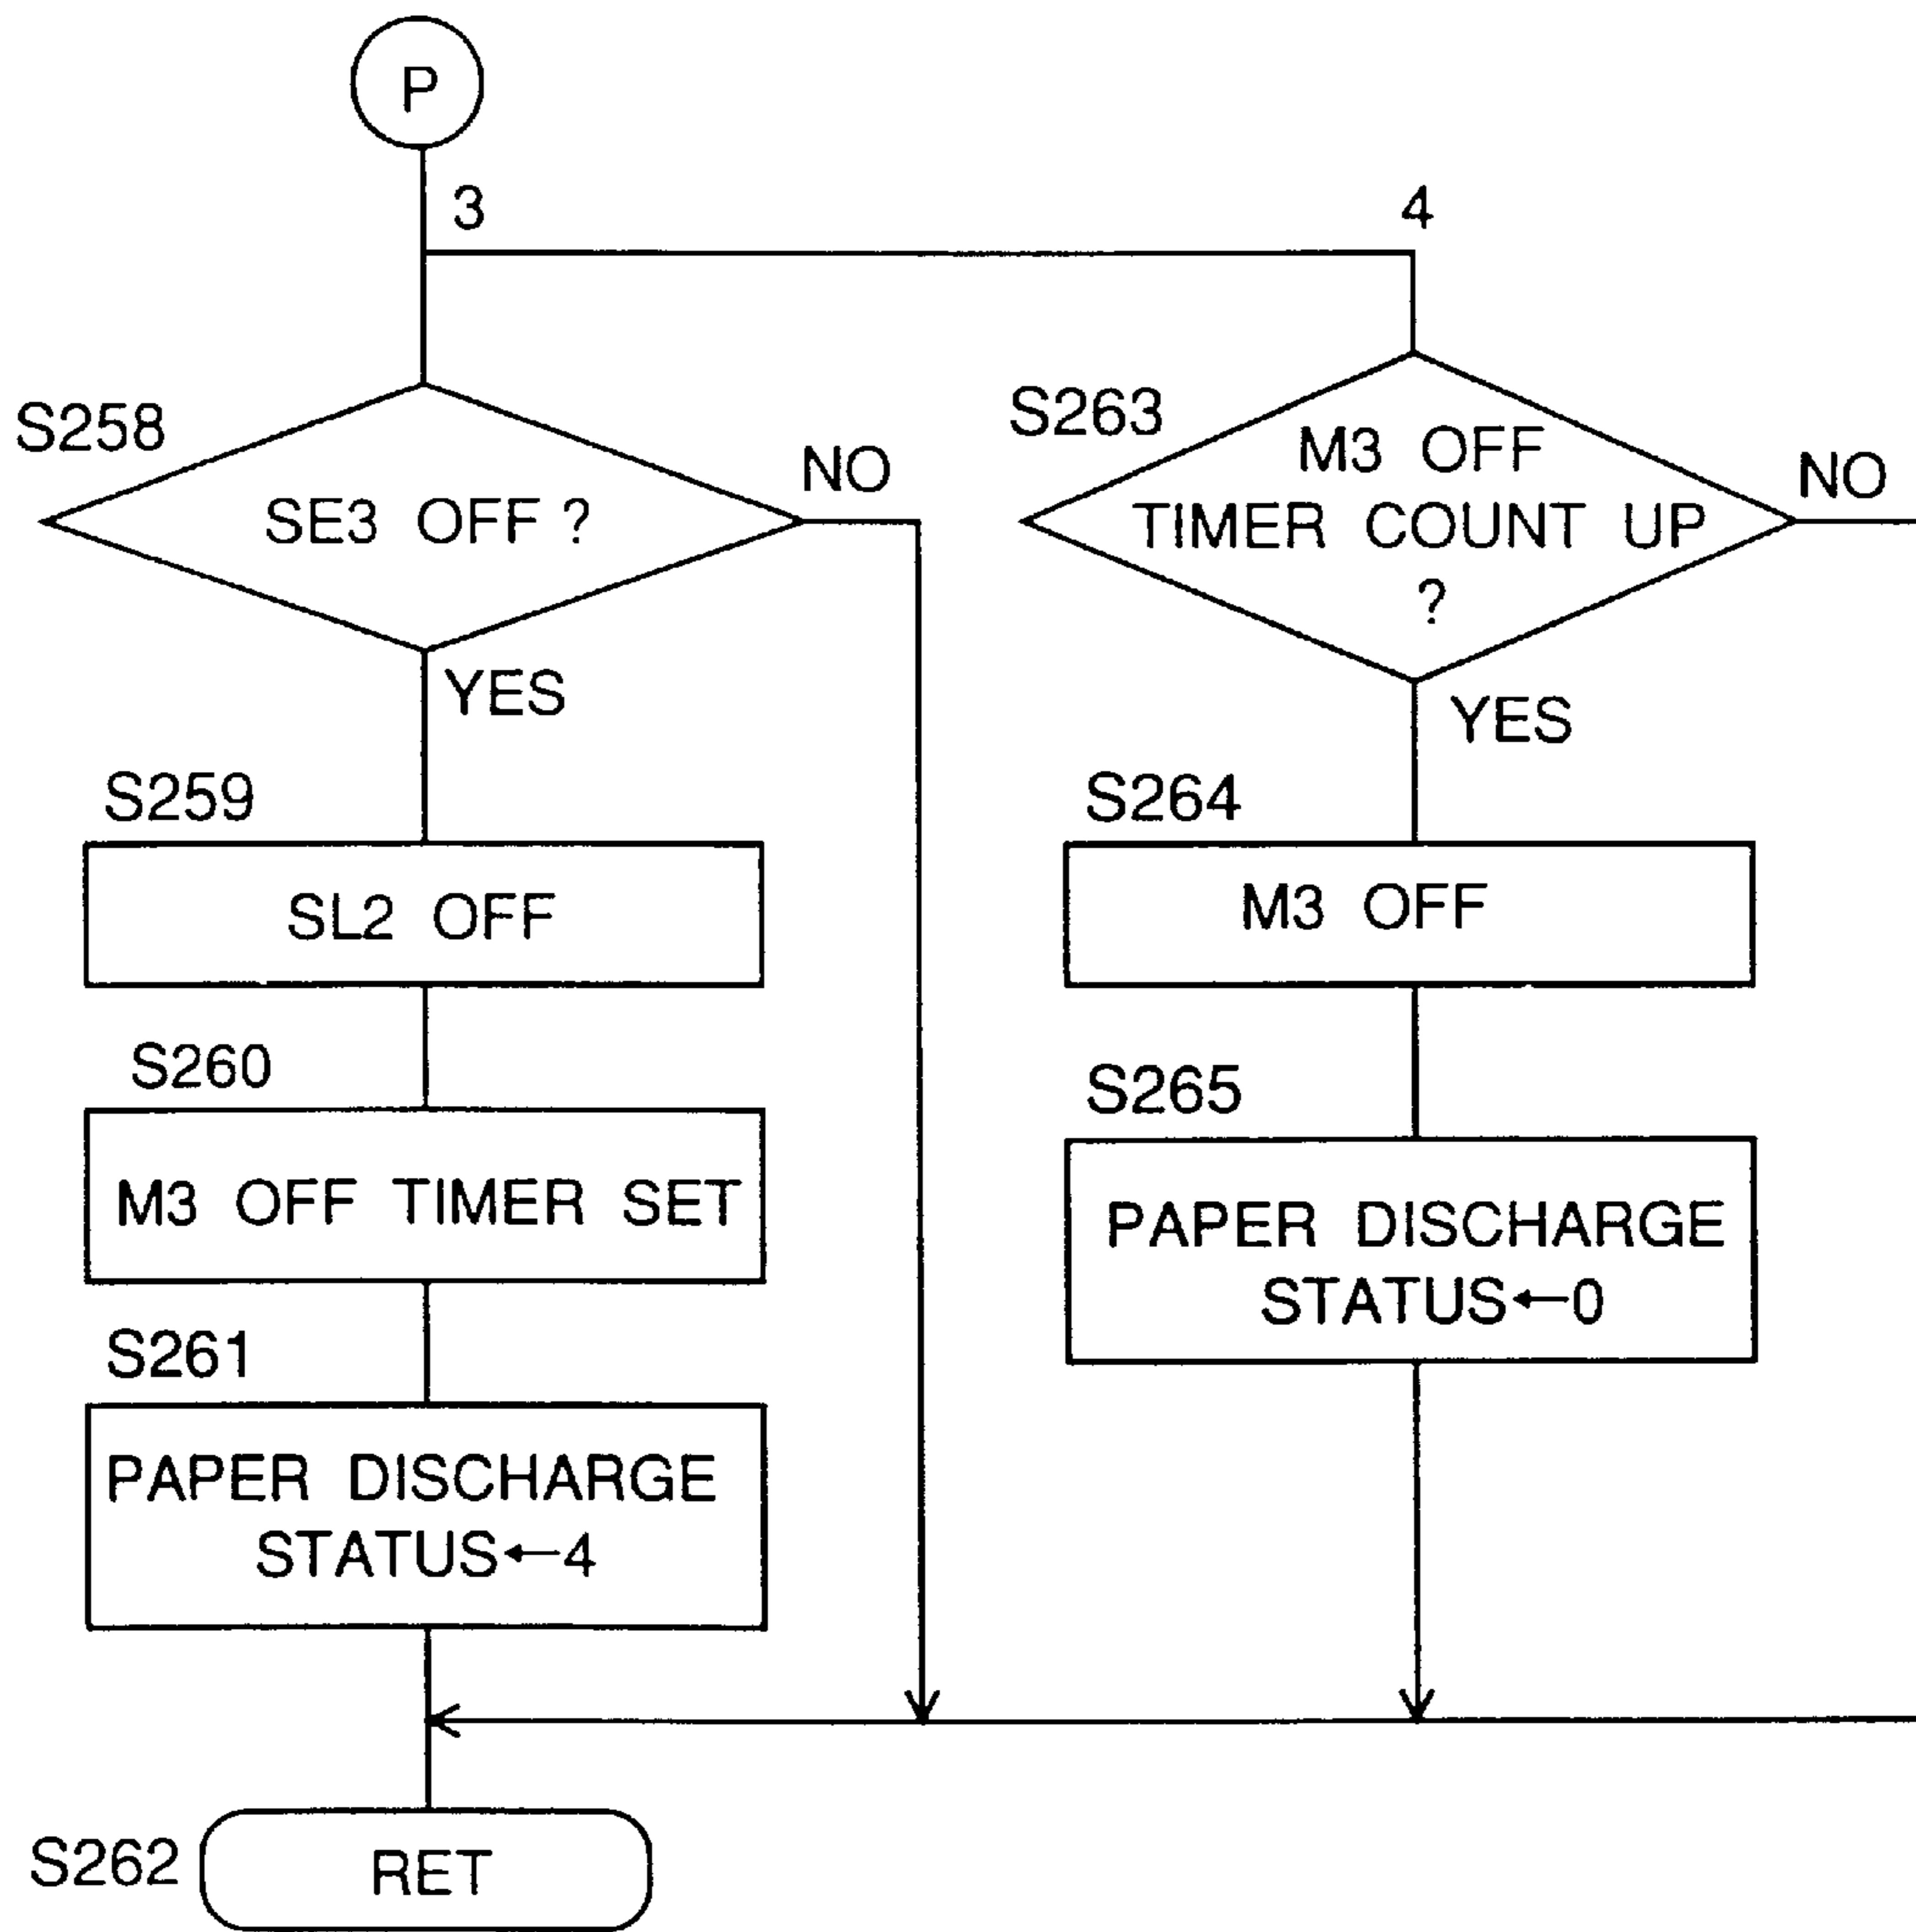 P
3
4
S258
SE3 OFF ?
NO
YES
S259
SL2 OFF
S260
M3 OFF TIMER SET
S261
PAPER DISCHARGE
STATUS←4
S262
RET
S263
M3 OFF
TIMER COUNT UP
?
NO
YES
S264
M3 OFF
S265
PAPER DISCHARGE
STATUS←0